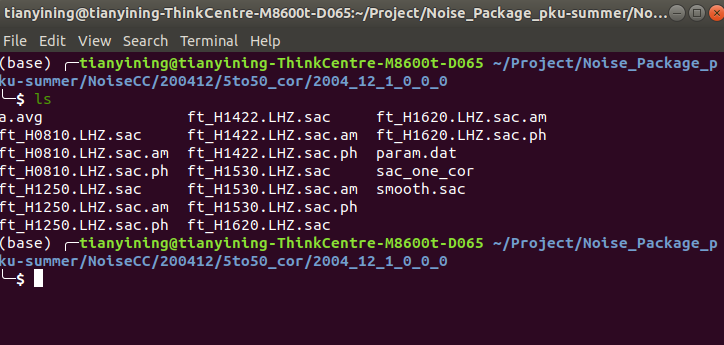 tianyining@tianyining-ThinkCentre-M8600t-D065:~/Project/Noise_Package_pku-summer/No...
File Edit View Search Terminal Help
(base) ╭─tianyining@tianyining-ThinkCentre-M8600t-D065 ~/Project/Noise_Package_p
ku-summer/NoiseCC/200412/5to50_cor/2004_12_1_0_0_0
╰─$ ls
a.avg ft_H1422.LHZ.sac ft_H1620.LHZ.sac.am
ft_H0810.LHZ.sac ft_H1422.LHZ.sac.am ft_H1620.LHZ.sac.ph
ft_H0810.LHZ.sac.am ft_H1422.LHZ.sac.ph param.dat
ft_H0810.LHZ.sac.ph ft_H1530.LHZ.sac sac_one_cor
ft_H1250.LHZ.sac ft_H1530.LHZ.sac.am smooth.sac
ft_H1250.LHZ.sac.am ft_H1530.LHZ.sac.ph
ft_H1250.LHZ.sac.ph ft_H1620.LHZ.sac
(base) ╭─tianyining@tianyining-ThinkCentre-M8600t-D065 ~/Project/Noise_Package_p
ku-summer/NoiseCC/200412/5to50_cor/2004_12_1_0_0_0
╰─$